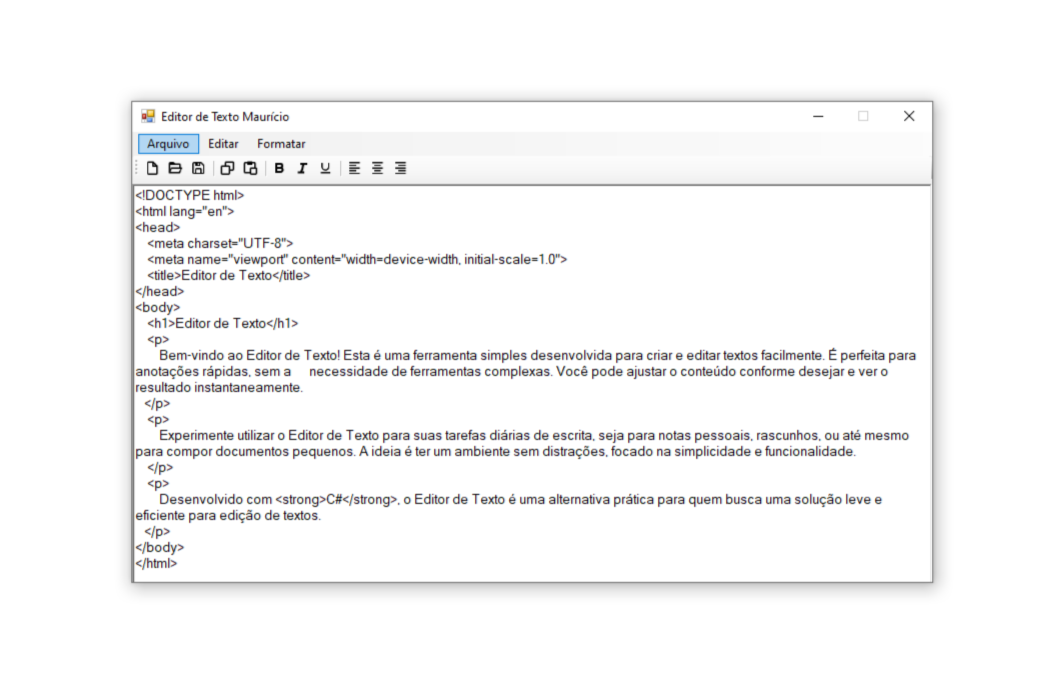 Editor de Texto Maurício
Arquivo Editar Formatar
B I U
<!DOCTYPE html>
<html lang="en">
<head>
<meta charset="UTF-8">
<meta name="viewport" content="width=device-width, initial-scale=1.0">
<title>Editor de Texto</title>
</head>
<body>
<h1>Editor de Texto</h1>
<p>
Bem-vindo ao Editor de Texto! Esta é uma ferramenta simples desenvolvida para criar e editar textos facilmente. É perfeita para
anotações rápidas, sem a necessidade de ferramentas complexas. Você pode ajustar o conteúdo conforme desejar e ver o
resultado instantaneamente.
</p>
<p>
Experimente utilizar o Editor de Texto para suas tarefas diárias de escrita, seja para notas pessoais, rascunhos, ou até mesmo
para compor documentos pequenos. A ideia é ter um ambiente sem distrações, focado na simplicidade e funcionalidade.
</p>
<p>
Desenvolvido com <strong>C#</strong>, o Editor de Texto é uma alternativa prática para quem busca uma solução leve e
eficiente para edição de textos.
</p>
</body>
</html>